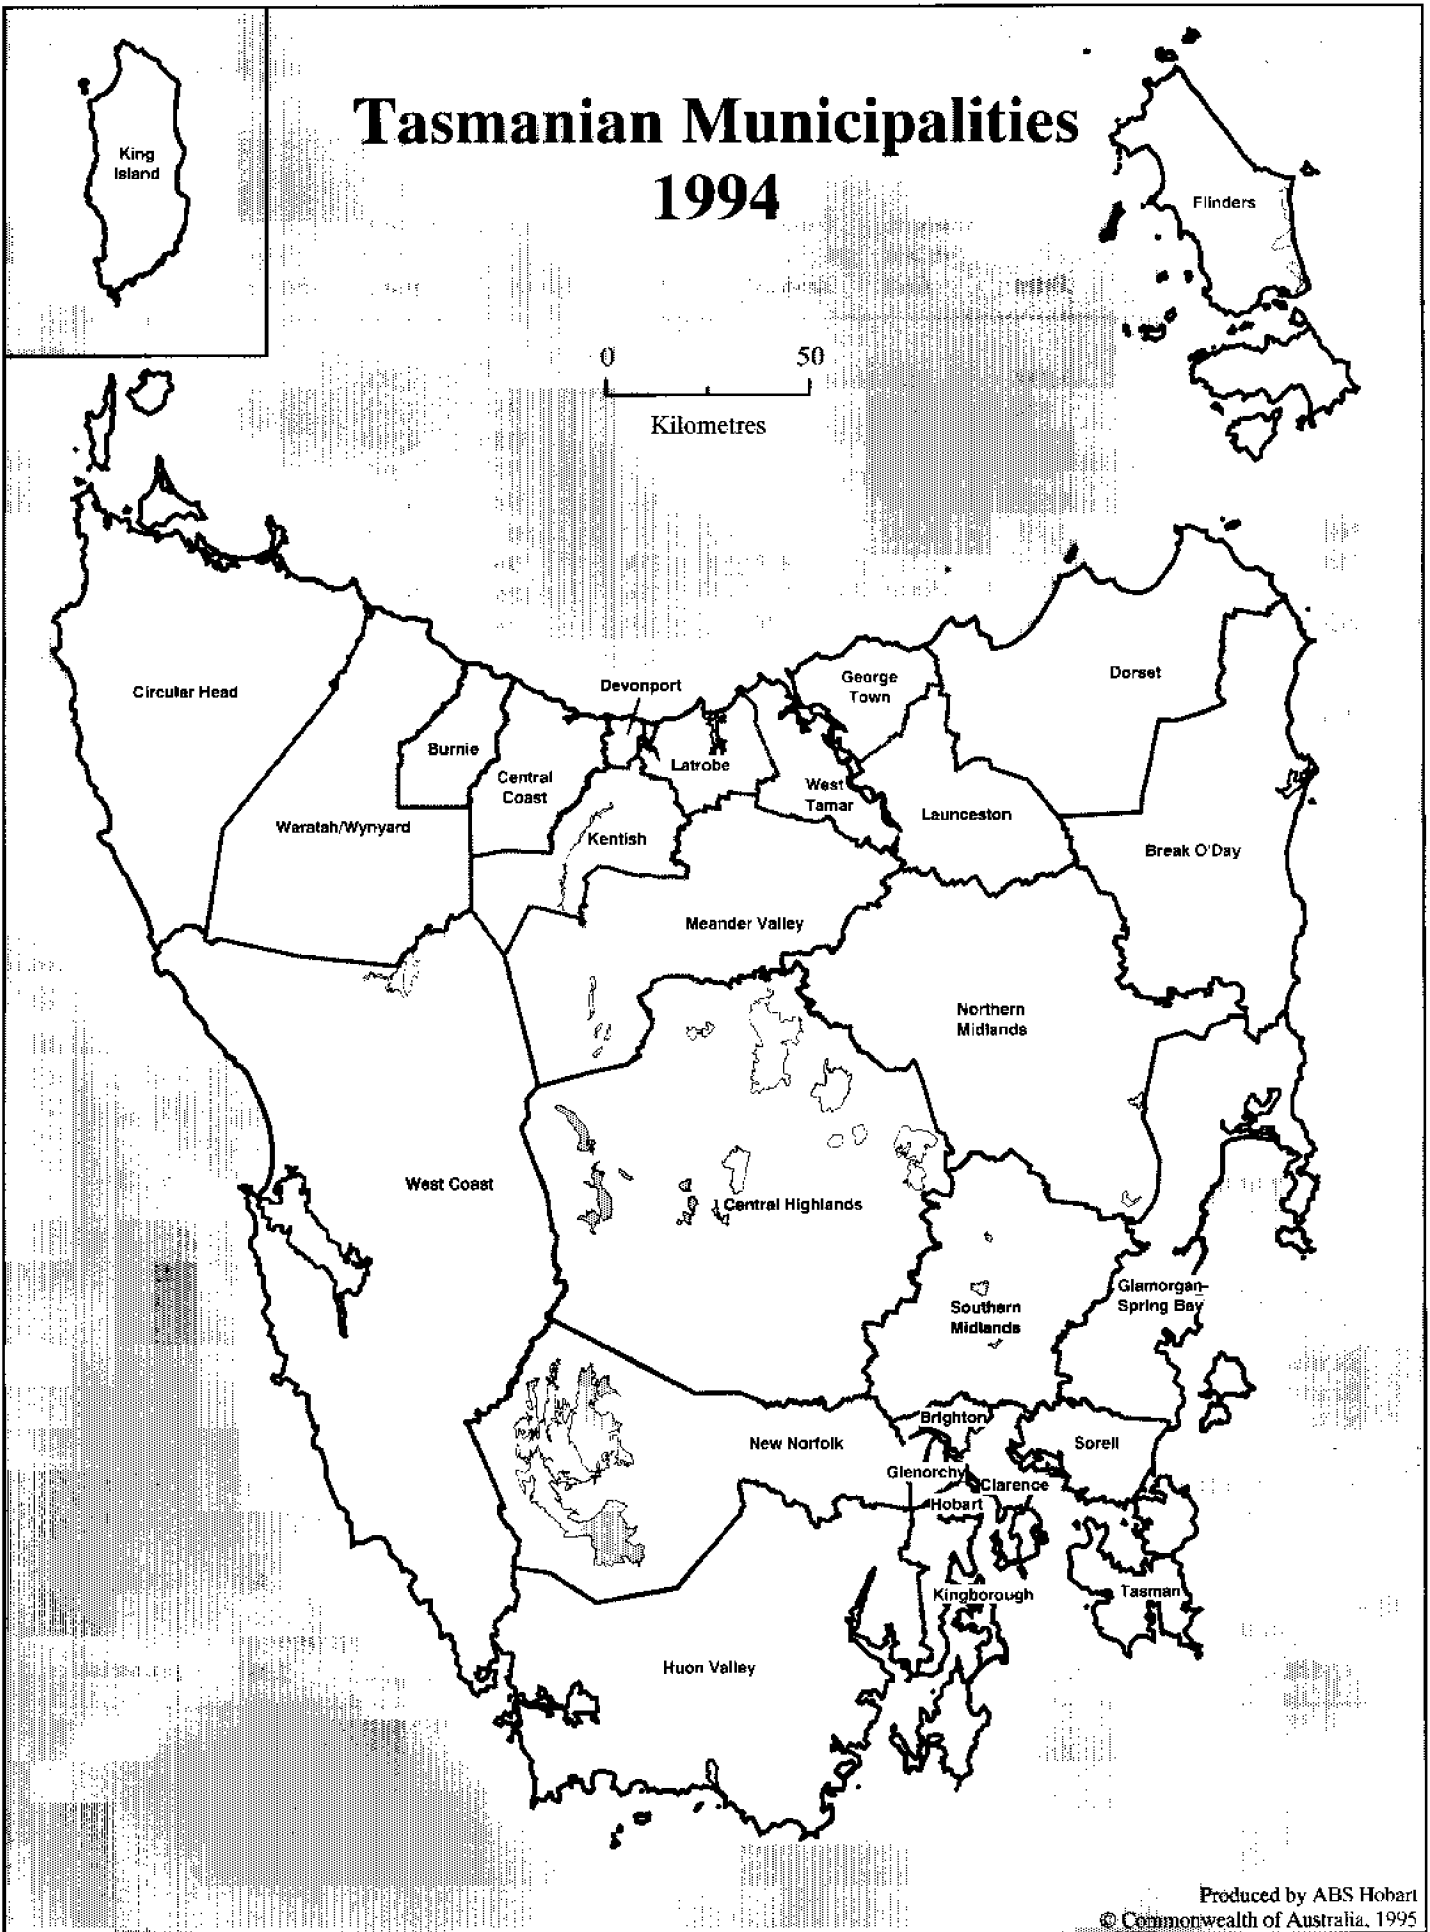 Tasmanian Municipalities
1994
King
Island
Flinders
0 50
Kilometres
Circular Head
Devonport
George
Town
Dorset
Burnie
Central
Coast
Latrobe
West
Tamar
Launceston
Waratah/Wynyard
Kentish
Break O'Day
Meander Valley
Northern
Midlands
West Coast
Central Highlands
Glamorgan-
Spring Bay
Southern
Midlands
Brighton
New Norfolk
Sorell
Glenorchy
Clarence
Hobart
Kingborough
Tasman
Huon Valley
Produced by ABS Hobart
© Commonwealth of Australia, 1995